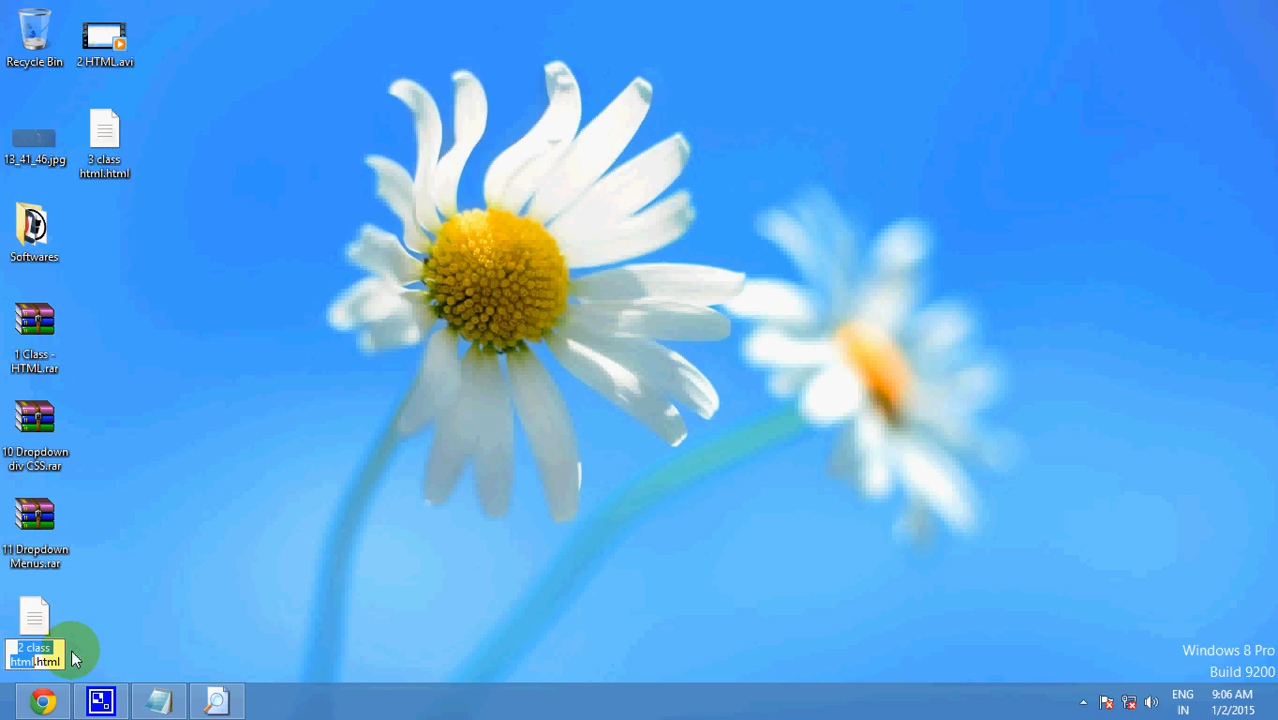 Recycle Bin
2 HTML.avi
13_41_46.jpg
3 class
html.html
Softwares
1 Class -
HTML.rar
10 Dropdown
div CSS.rar
11 Dropdown
Menus.rar
2 class
html.html
Windows 8 Pro
Build 9200
ENG
IN
9:06 AM
1/2/2015